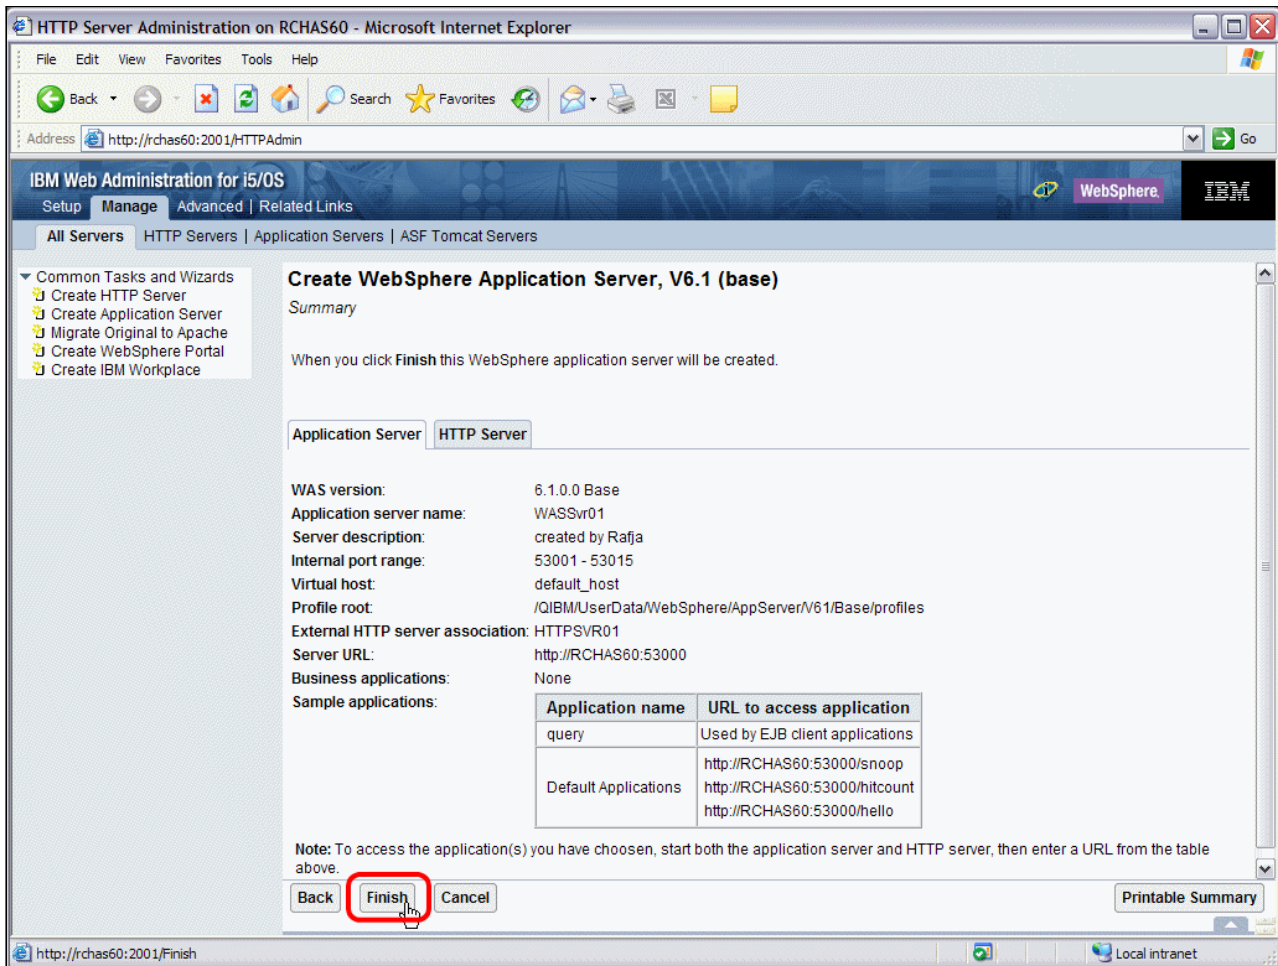 HTTP Server Administration on RCHAS60 - Microsoft Internet Explorer
File Edit View Favorites Tools Help
Back Search Favorites
Address http://rchas60:2001/HTTPAdmin Go
IBM Web Administration for i5/OS
WebSphere. IBM
Setup Manage Advanced | Related Links
All Servers HTTP Servers | Application Servers | ASF Tomcat Servers
Common Tasks and Wizards
Create HTTP Server
Create Application Server
Migrate Original to Apache
Create WebSphere Portal
Create IBM Workplace
Create WebSphere Application Server, V6.1 (base)
Summary
When you click Finish this WebSphere application server will be created.
Application Server HTTP Server
WAS version: 6.1.0.0 Base
Application server name: WASSvr01
Server description: created by Rafja
Internal port range: 53001 - 53015
Virtual host: default_host
Profile root: /QIBM/UserData/WebSphere/AppServer/V61/Base/profiles
External HTTP server association: HTTPSVR01
Server URL: http://RCHAS60:53000
Business applications: None
Sample applications:
Application name URL to access application
query Used by EJB client applications
Default Applications
http://RCHAS60:53000/snoop
http://RCHAS60:53000/hitcount
http://RCHAS60:53000/hello
Note: To access the application(s) you have choosen, start both the application server and HTTP server, then enter a URL from the table
above.
Back Finish Cancel Printable Summary
http://rchas60:2001/Finish Local intranet